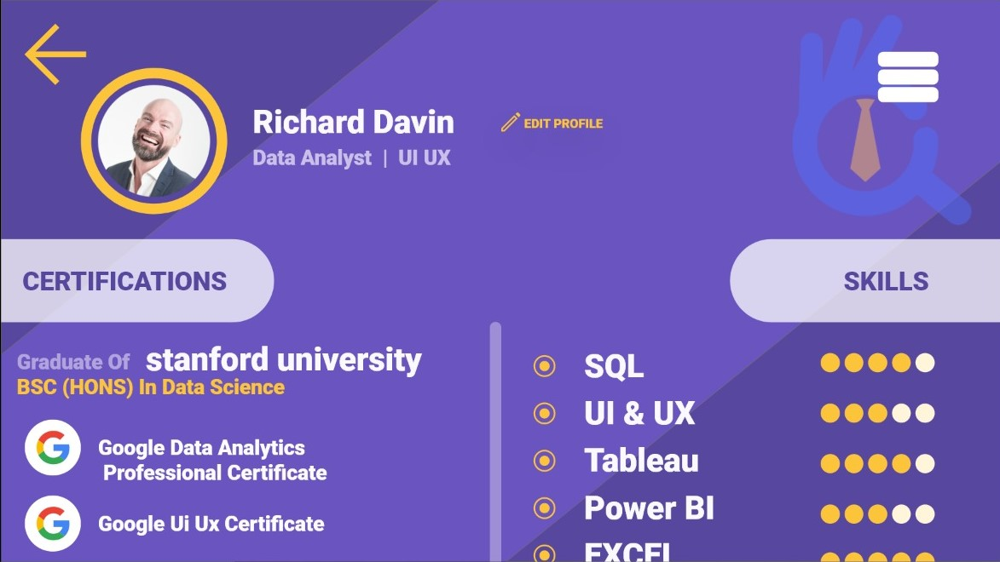 Richard Davin
EDIT PROFILE
Data Analyst | UI UX
CERTIFICATIONS
SKILLS
Graduate Of stanford university
BSC (HONS) In Data Science
Google Data Analytics
Professional Certificate
Google Ui Ux Certificate
SQL
UI & UX
Tableau
Power BI
EXCEL